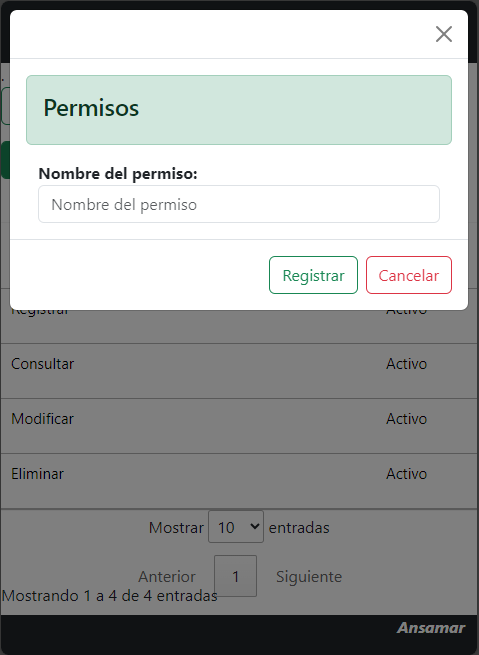 Permisos
Nombre del permiso:
Nombre del permiso
Registrar Cancelar
Registrar Activo
Consultar Activo
Modificar Activo
Eliminar Activo
Mostrar 10 entradas
Anterior 1 Siguiente
Mostrando 1 a 4 de 4 entradas
Ansamar